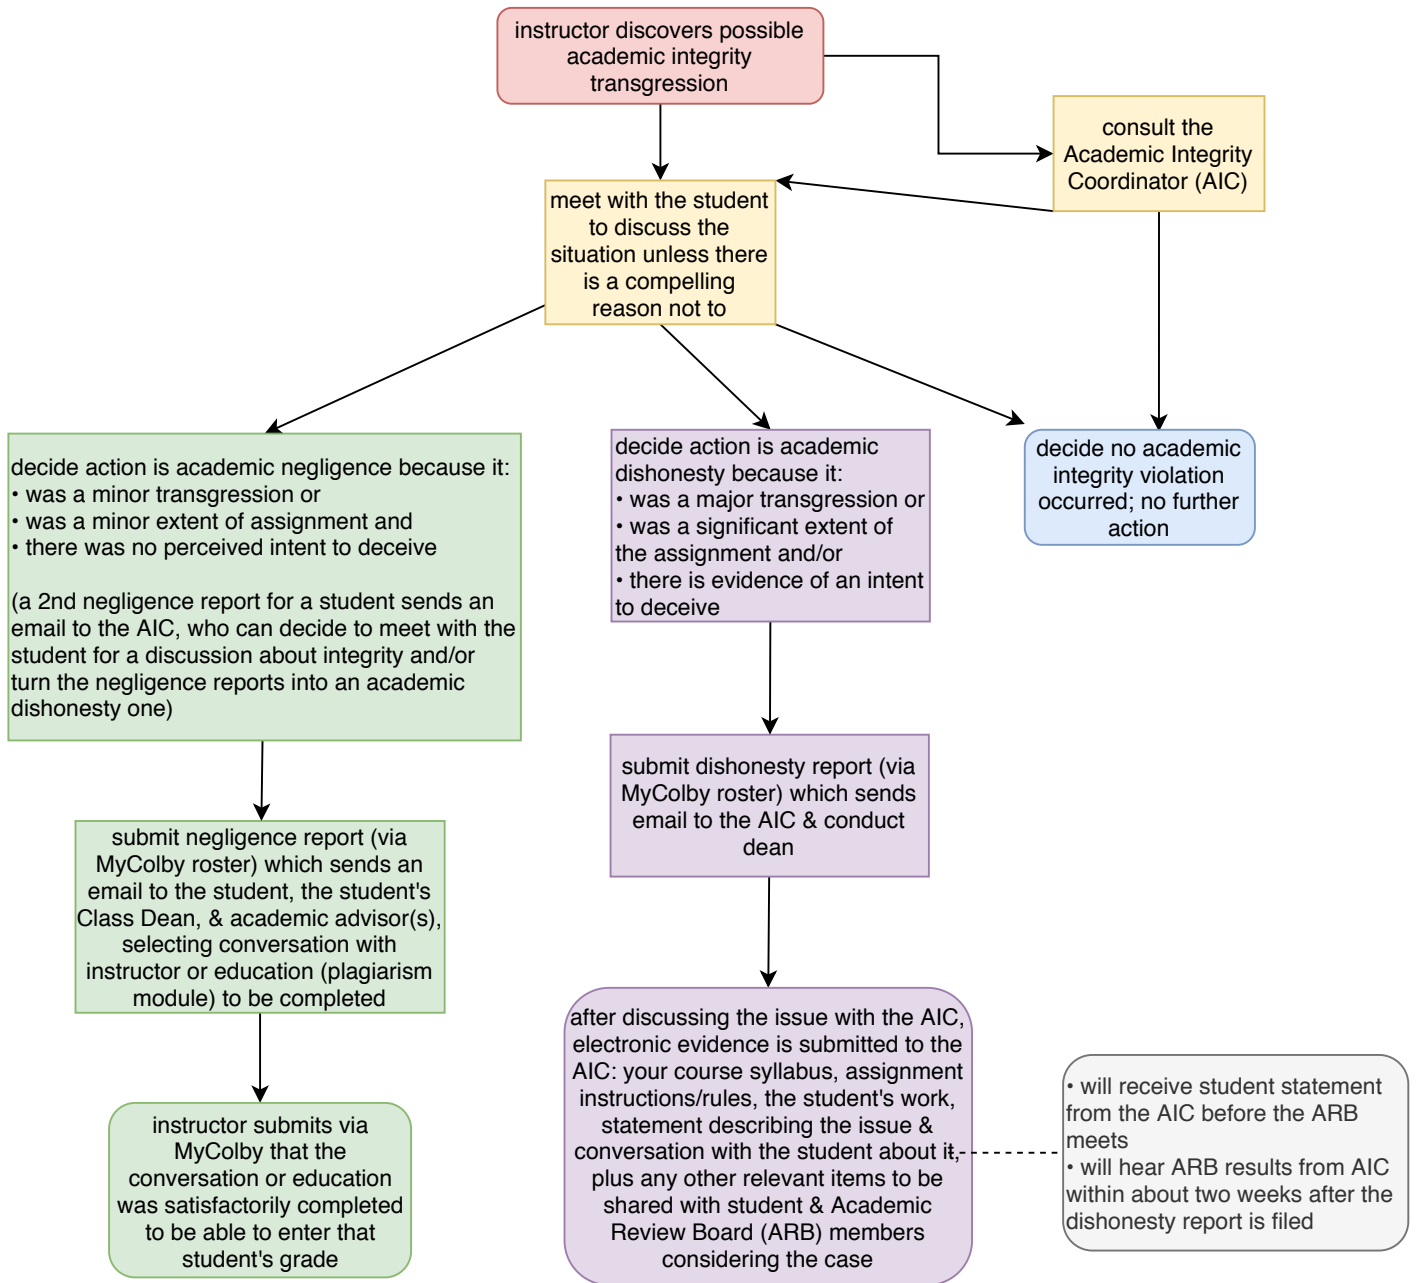 instructor discovers possible
academic integrity
transgression
consult the
Academic Integrity
Coordinator (AIC)
meet with the student
to discuss the
situation unless there
is a compelling
reason not to
decide action is academic negligence because it:
• was a minor transgression or
• was a minor extent of assignment and
• there was no perceived intent to deceive
(a 2nd negligence report for a student sends an
email to the AIC, who can decide to meet with the
student for a discussion about integrity and/or
turn the negligence reports into an academic
dishonesty one)
decide action is academic
dishonesty because it:
• was a major transgression or
• was a significant extent of
the assignment and/or
• there is evidence of an intent
to deceive
decide no academic
integrity violation
occurred; no further
action
submit dishonesty report (via
MyColby roster) which sends
email to the AIC & conduct
dean
submit negligence report (via
MyColby roster) which sends an
email to the student, the student's
Class Dean, & academic advisor(s),
selecting conversation with
instructor or education (plagiarism
module) to be completed
after discussing the issue with the AIC,
electronic evidence is submitted to the
AIC: your course syllabus, assignment
instructions/rules, the student's work,
statement describing the issue &
conversation with the student about it,
plus any other relevant items to be
shared with student & Academic
Review Board (ARB) members
considering the case
• will receive student statement
from the AIC before the ARB
meets
• will hear ARB results from AIC
within about two weeks after the
dishonesty report is filed
instructor submits via
MyColby that the
conversation or education
was satisfactorily completed
to be able to enter that
student's grade